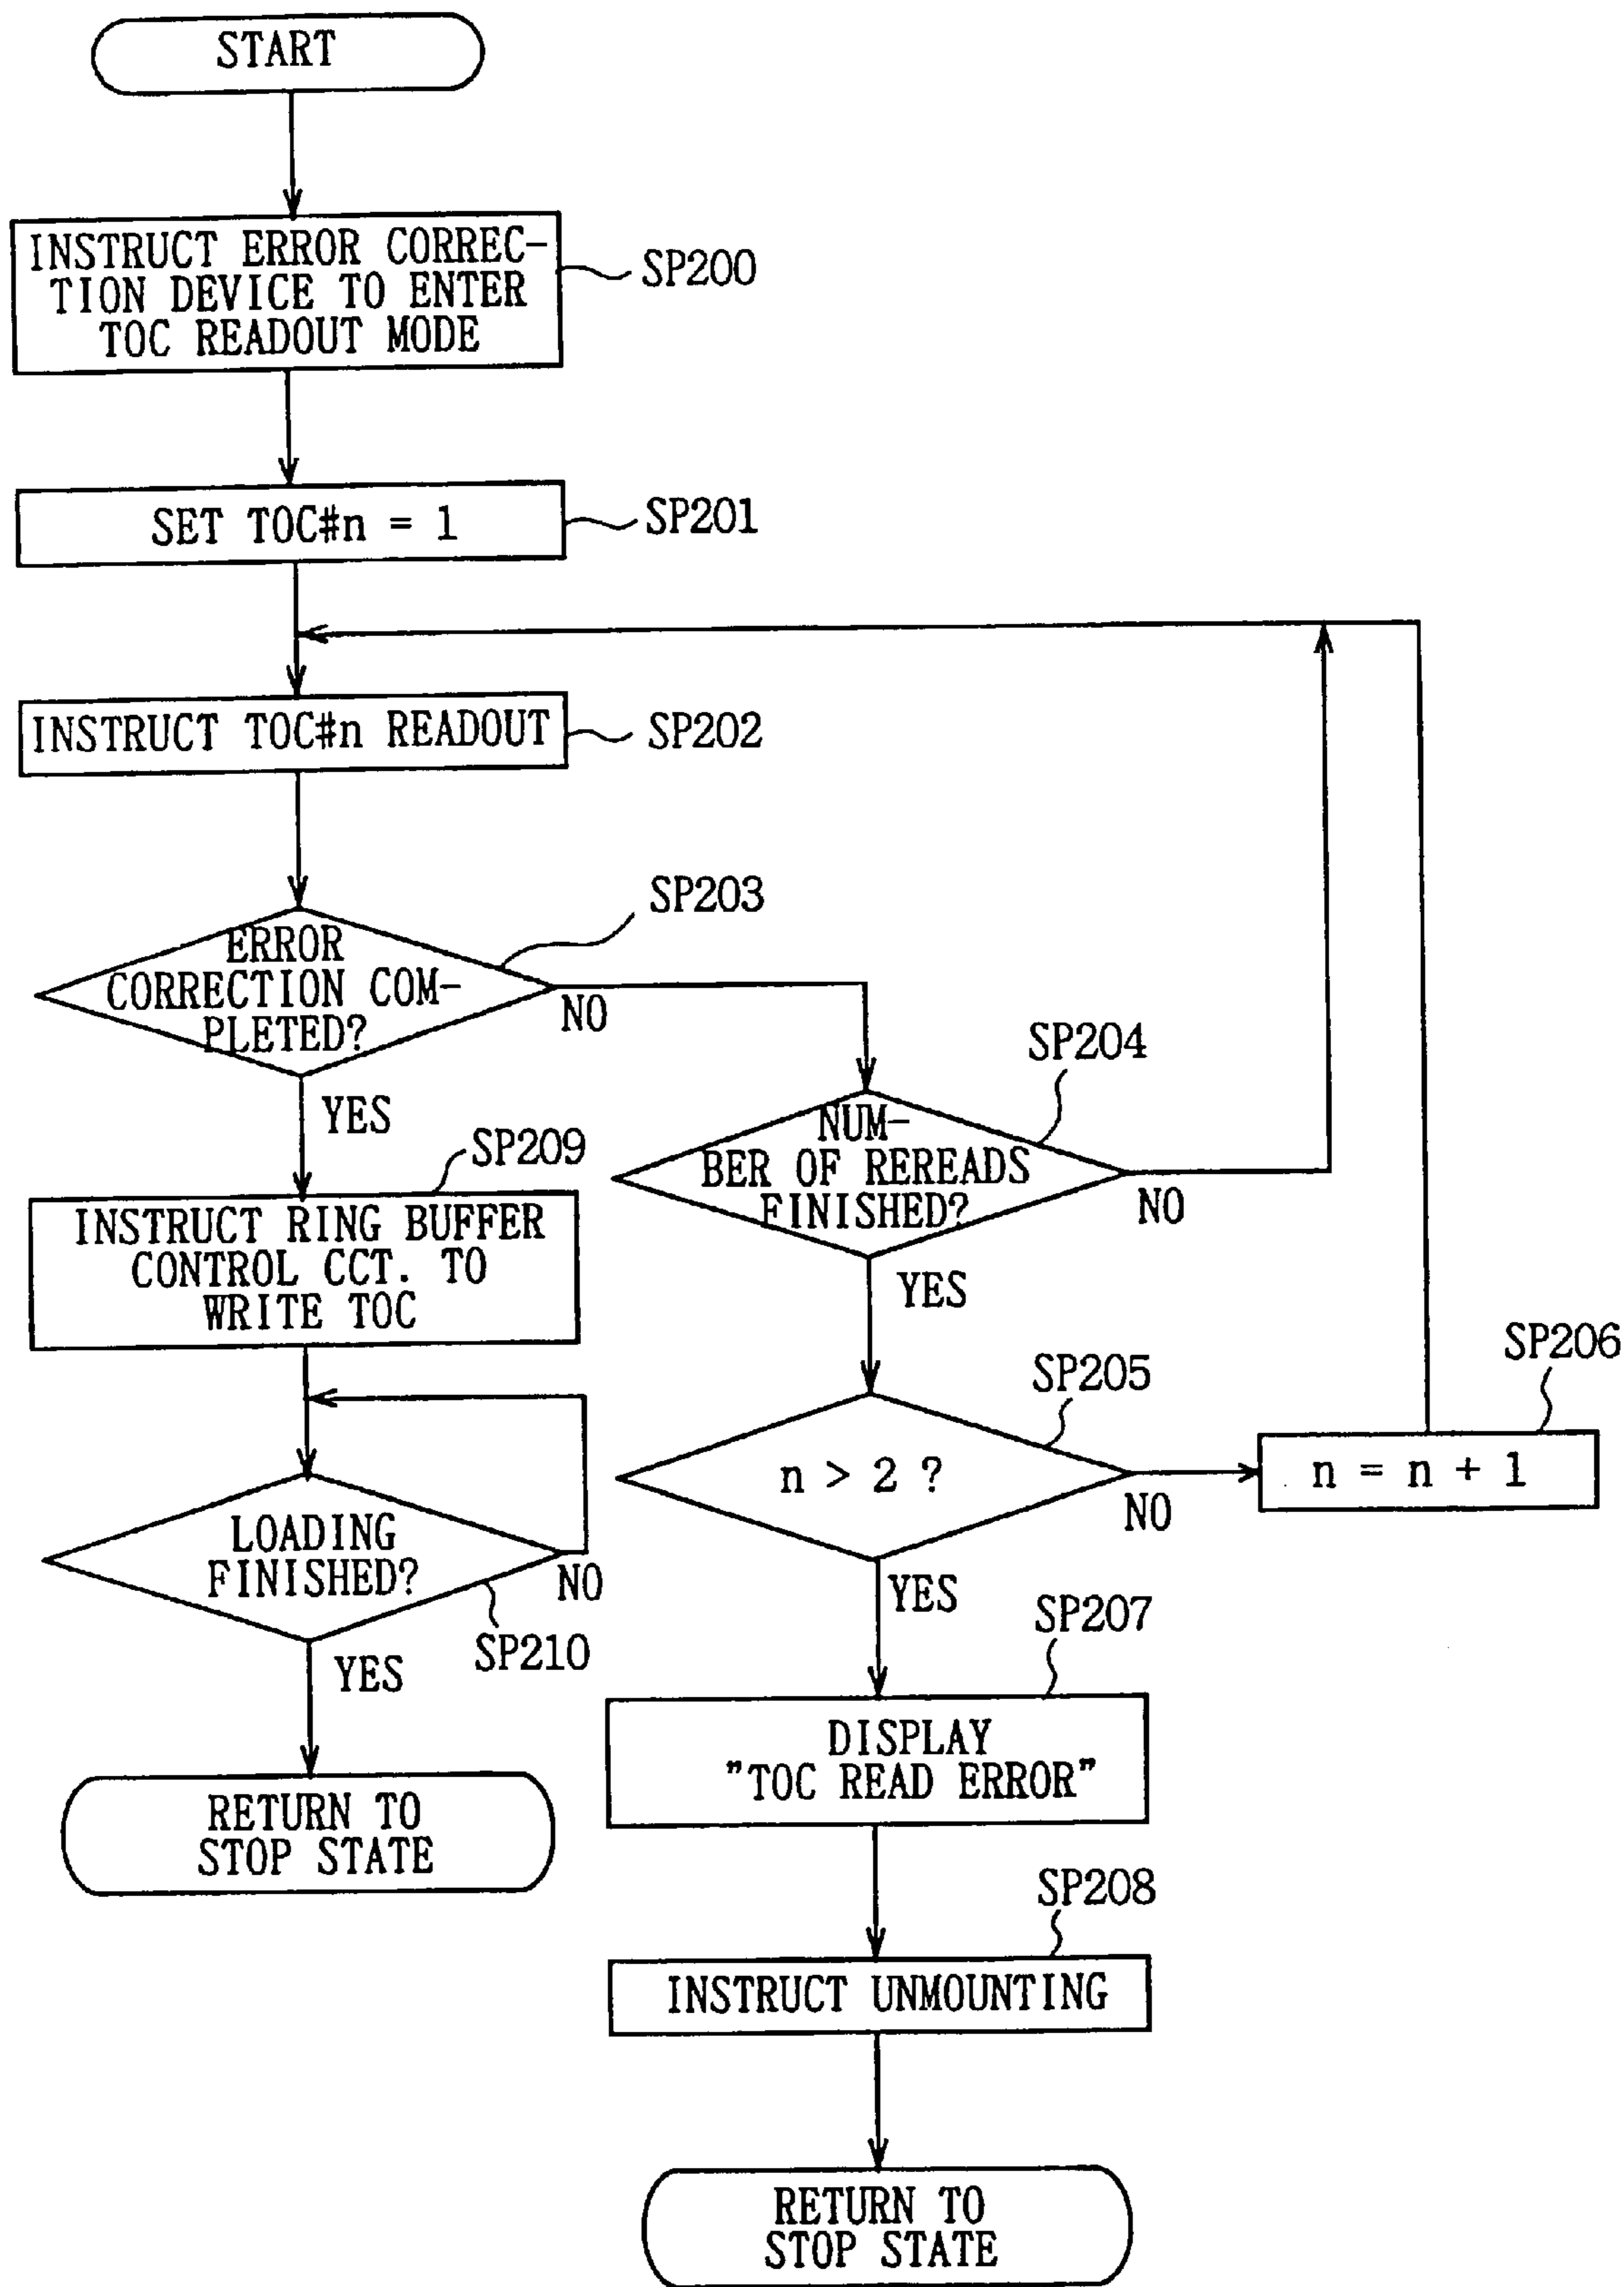 START
INSTRUCT ERROR CORREC-
TION DEVICE TO ENTER
TOC READOUT MODE
SP200
SET TOC#n = 1
SP201
INSTRUCT TOC#n READOUT
SP202
ERROR
CORRECTION COM-
PLETED?
SP203
NO
YES
NUM-
BER OF REREADS
FINISHED?
SP204
NO
YES
n > 2 ?
SP205
NO
n = n + 1
SP206
YES
DISPLAY
"TOC READ ERROR"
SP207
INSTRUCT UNMOUNTING
SP208
RETURN TO
STOP STATE
SP209
INSTRUCT RING BUFFER
CONTROL CCT. TO
WRITE TOC
LOADING
FINISHED?
NO
SP210
YES
RETURN TO
STOP STATE